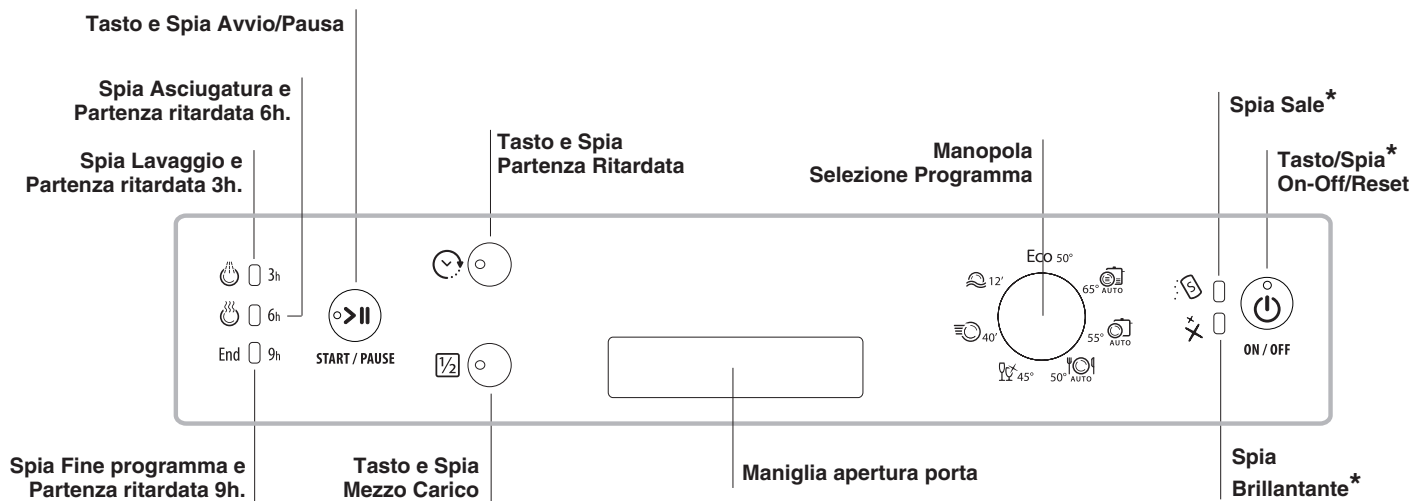 Tasto e Spia Avvio/Pausa
Spia Asciugatura e
Partenza ritardata 6h.
Spia Lavaggio e
Partenza ritardata 3h.
Tasto e Spia
Partenza Ritardata
Manopola
Selezione Programma
Spia Sale*
Tasto/Spia*
On-Off/Reset
3h
6h
End 9h
START / PAUSE
1/2
Eco 50°
65° AUTO
55° AUTO
50° AUTO
45°
40'
12'
S
ON / OFF
Spia Fine programma e
Partenza ritardata 9h.
Tasto e Spia
Mezzo Carico
Maniglia apertura porta
Spia
Brillantante*